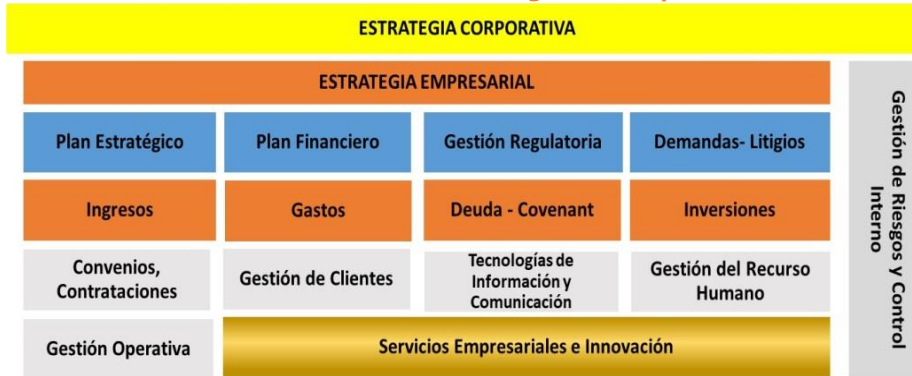 ESTRATEGIA CORPORATIVA
ESTRATEGIA EMPRESARIAL
Plan Estratégico
Plan Financiero
Gestión Regulatoria
Demandas- Litigios
Ingresos
Gastos
Deuda - Covenant
Inversiones
Convenios,
Contrataciones
Gestión de Clientes
Tecnologías de
Información y
Comunicación
Gestión del Recurso
Humano
Gestión Operativa
Servicios Empresariales e Innovación
Gestión de Riesgos y Control
Interno